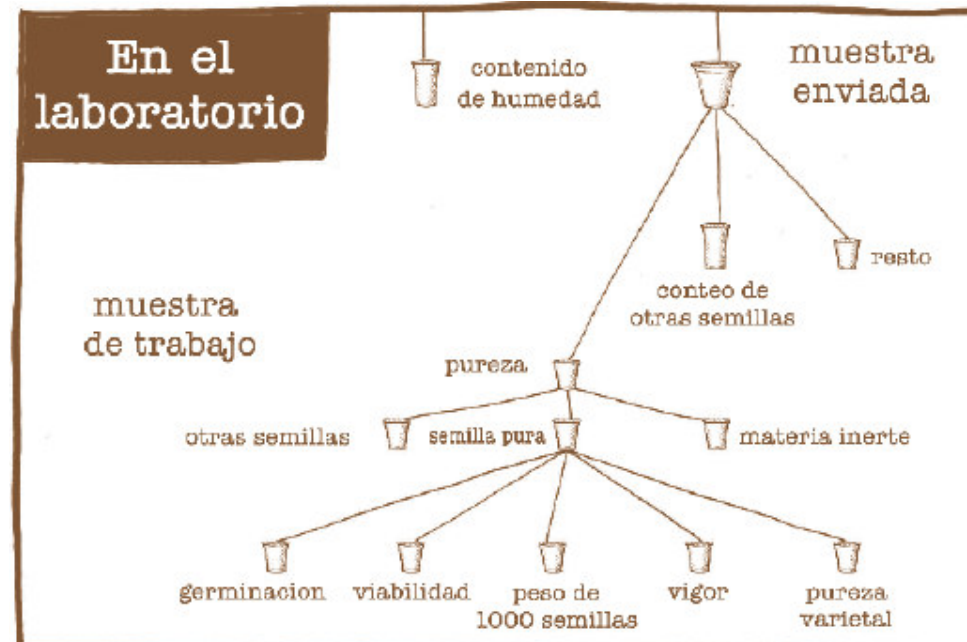 En el
laboratorio
contenido
de humedad
muestra
enviada
resto
conteo de
otras semillas
muestra
de trabajo
pureza
otras semillas
semilla pura
materia inerte
germinacion
viabilidad
peso de
1000 semillas
vigor
pureza
varietal